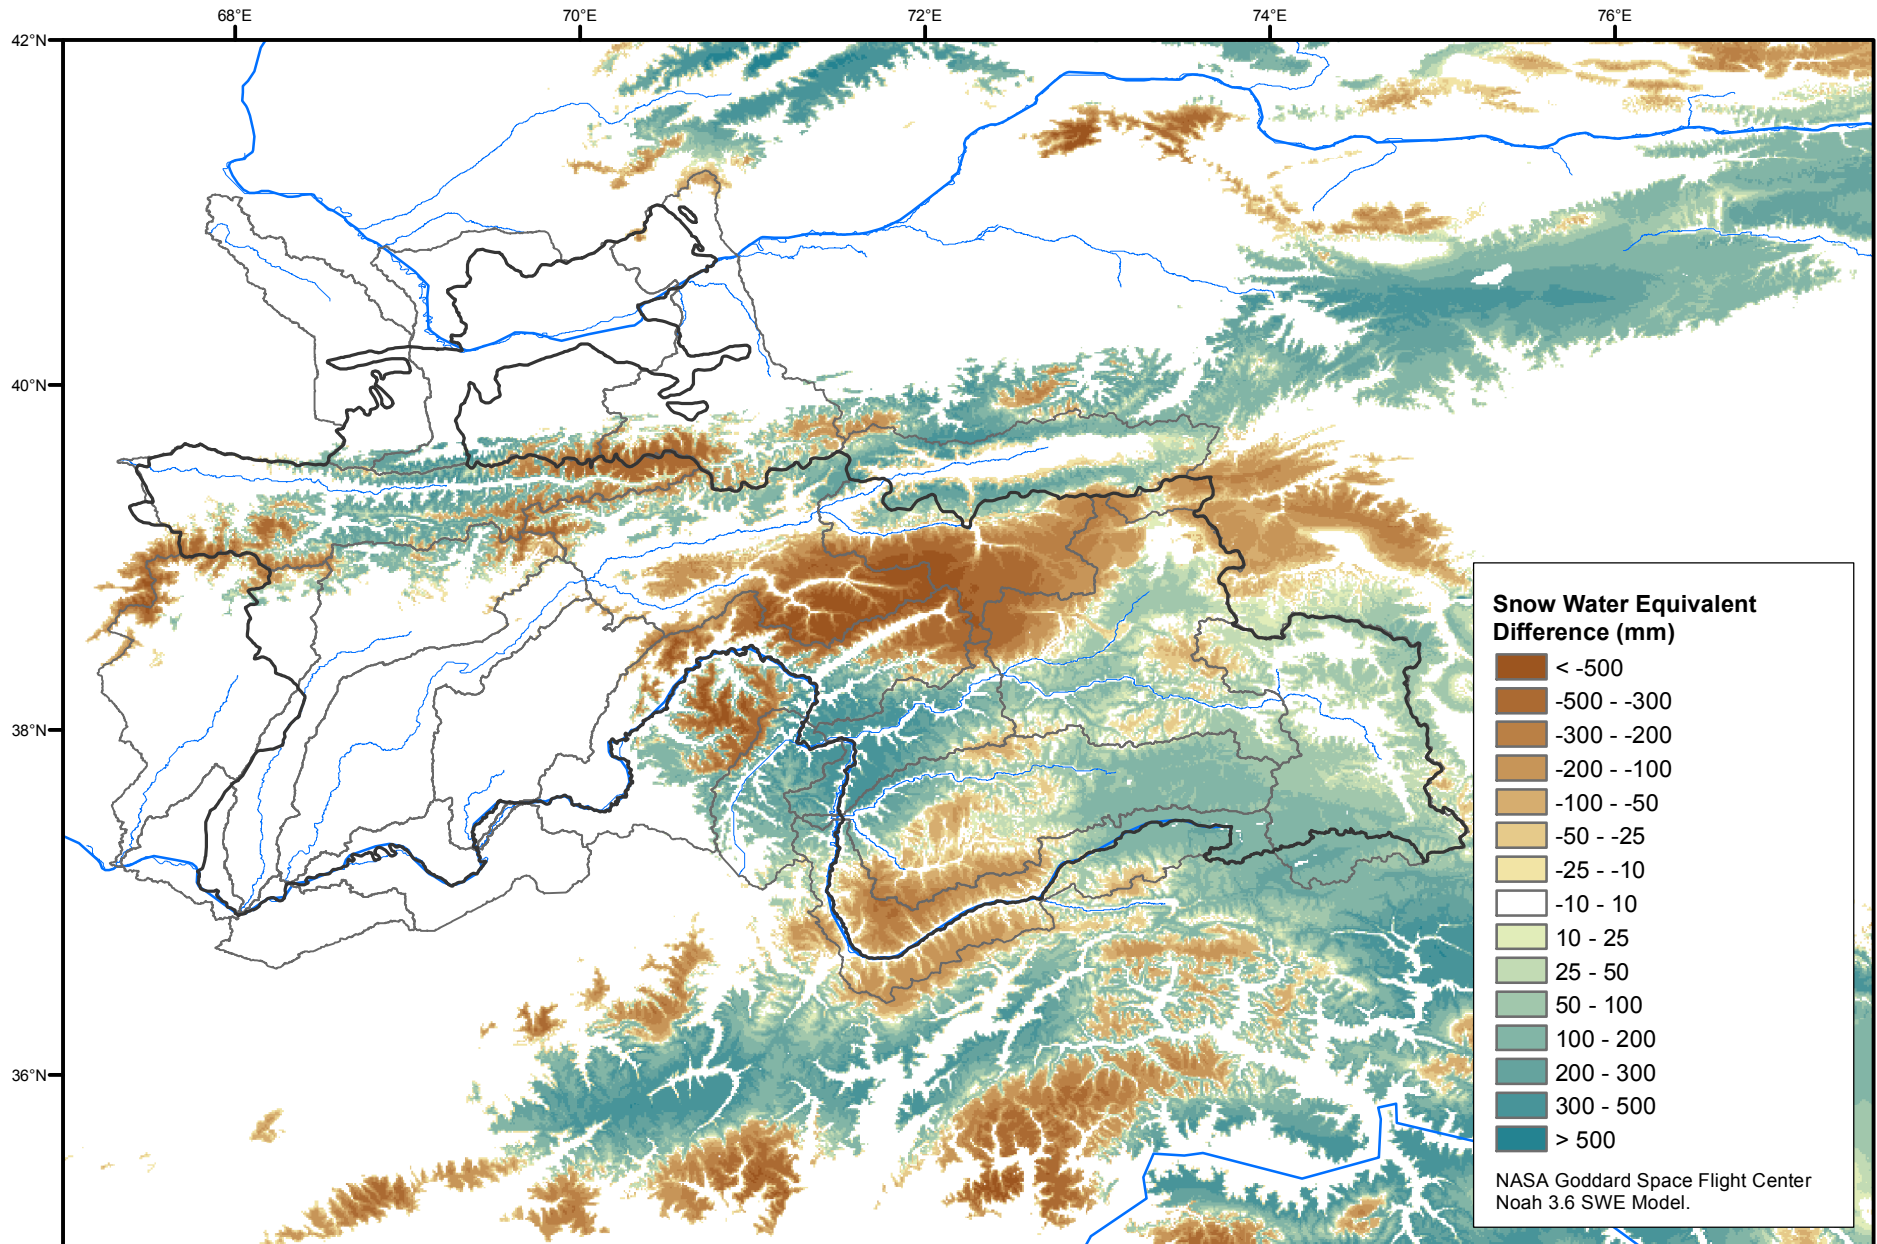 68°E
70°E
72°E
74°E
76°E
42°N
40°N
38°N
36°N
Snow Water Equivalent
Difference (mm)
< -500
-500 - -300
-300 - -200
-200 - -100
-100 - -50
-50 - -25
-25 - -10
-10 - 10
10 - 25
25 - 50
50 - 100
100 - 200
200 - 300
300 - 500
> 500
NASA Goddard Space Flight Center
Noah 3.6 SWE Model.